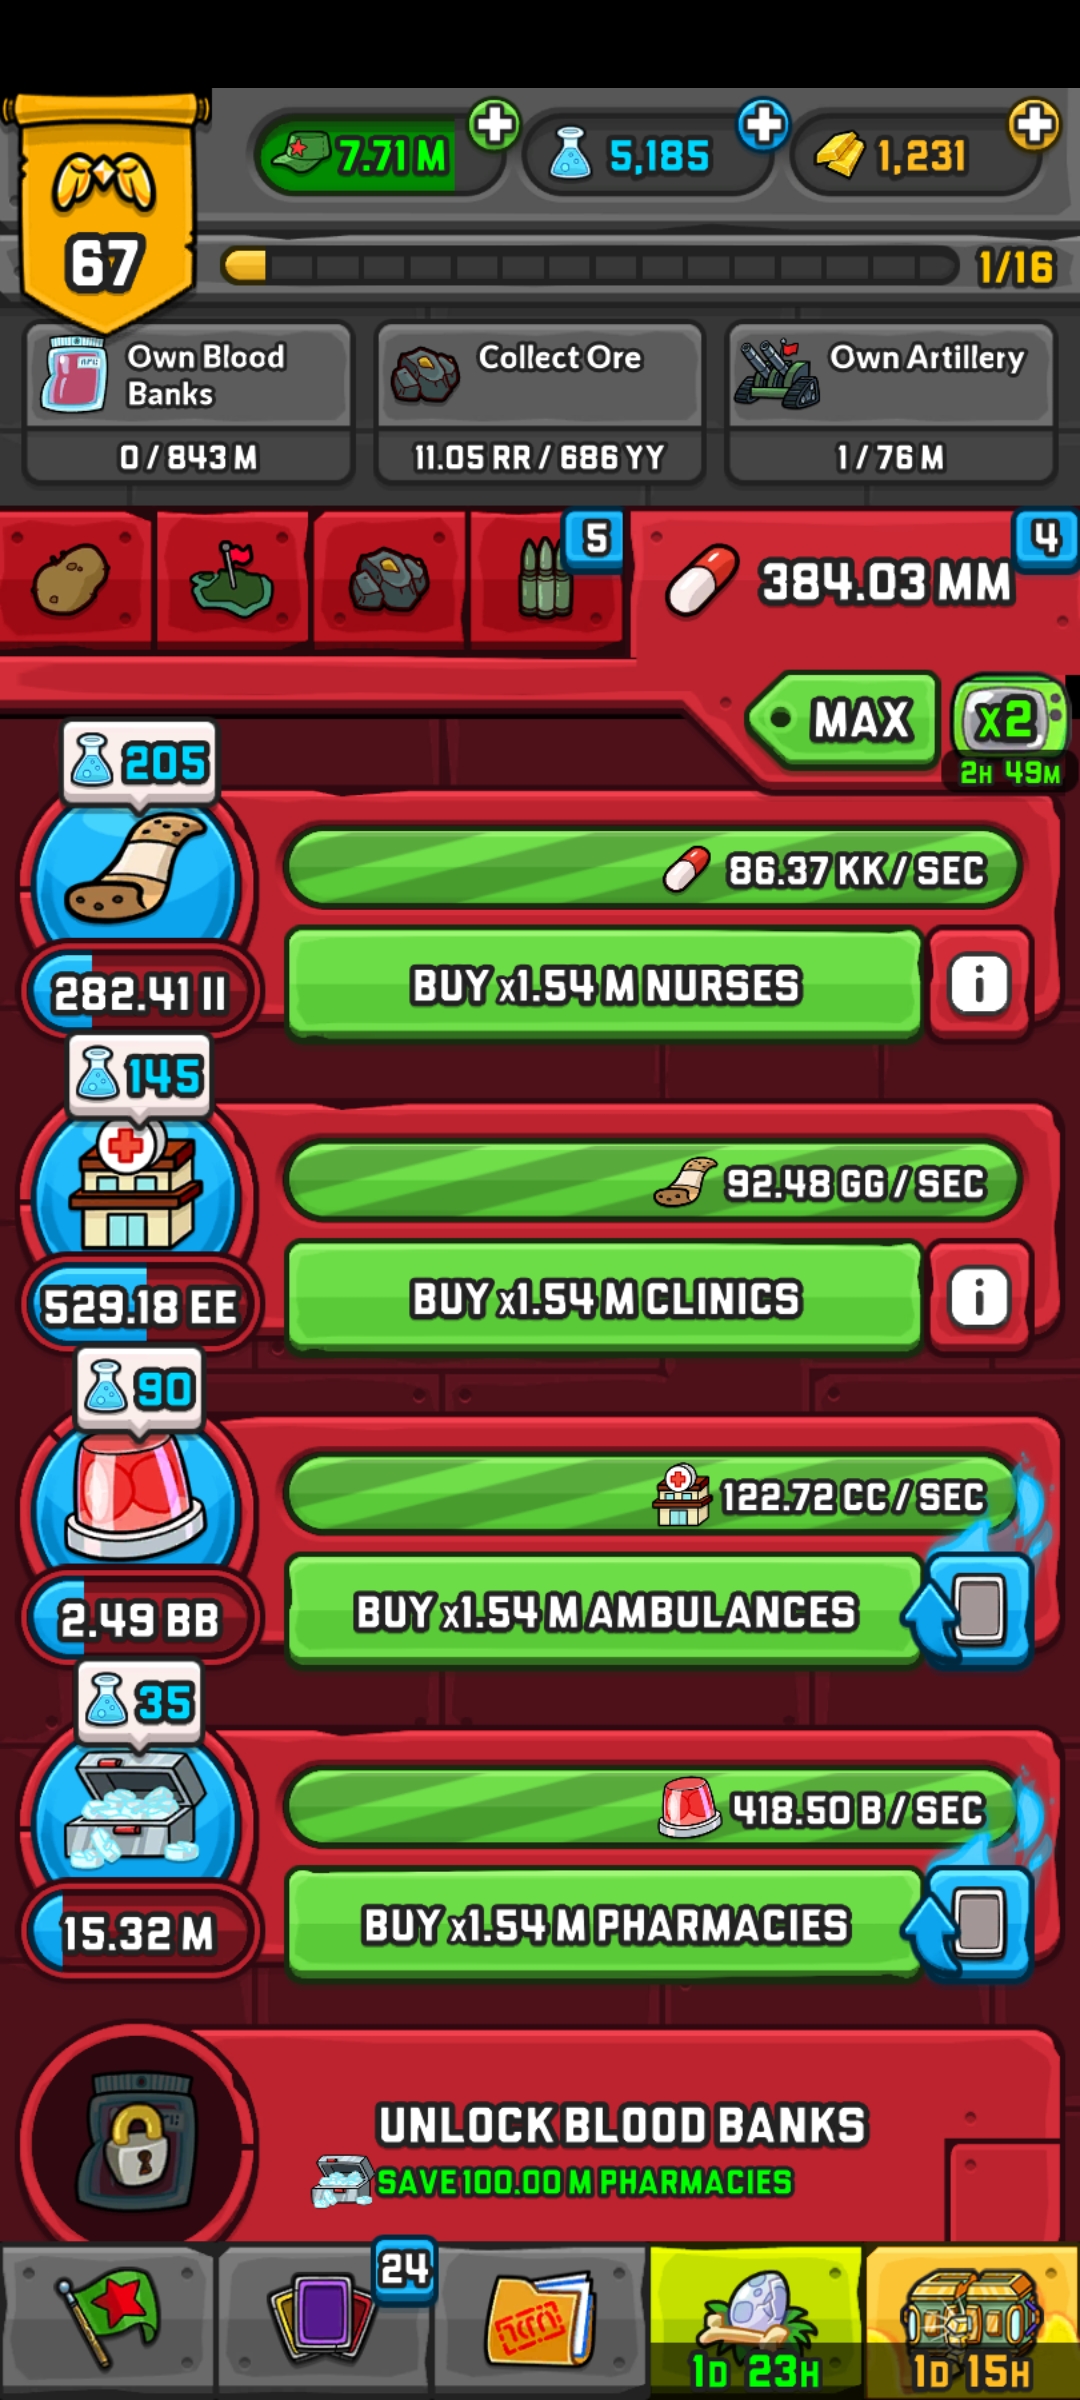 7.71 M
5,185
1,231
67
1/16
Own Blood
Banks
0 / 843 M
Collect Ore
11.05 RR / 686 YY
Own Artillery
1 / 76 M
5
384.03 MM
4
MAX
x2
2H 49M
205
86.37 KK / SEC
282.41 II
BUY x1.54 M NURSES
i
145
92.48 GG / SEC
529.18 EE
BUY x1.54 M CLINICS
i
90
122.72 CC / SEC
2.49 BB
BUY x1.54 M AMBULANCES
35
418.50 B / SEC
15.32 M
BUY x1.54 M PHARMACIES
UNLOCK BLOOD BANKS
SAVE 100.00 M PHARMACIES
24
1D 23H
1D 15H